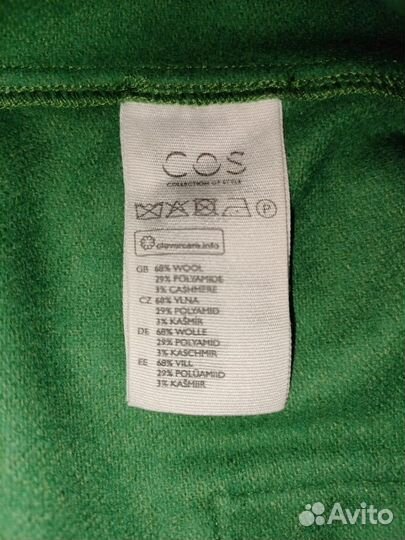 COS
COLLECTION OF STYLE
P
clevercare.info
GB 68% WOOL
29% POLYAMIDE
3% CASHMERE
CZ 68% VLNA
29% POLYAMID
3% KAŠMÍR
DE 68% WOLLE
29% POLYAMID
3% KASCHMIR
EE 68% VILL
29% POLÜAMIID
3% KAŠMIIR
Avito